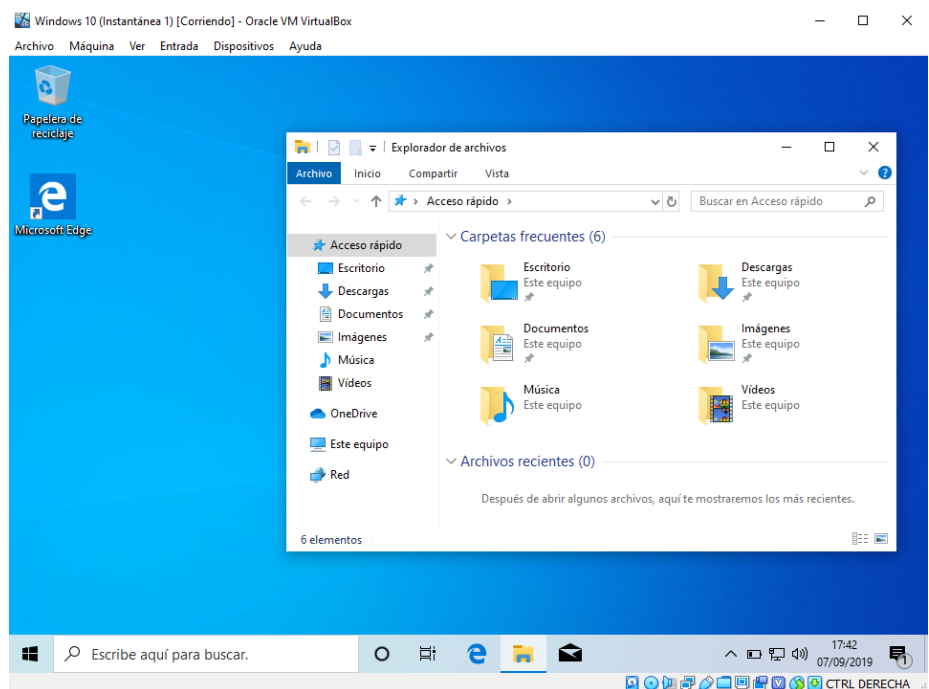 Windows 10 (Instantánea 1) [Corriendo] - Oracle VM VirtualBox
Archivo Máquina Ver Entrada Dispositivos Ayuda
Papelera de
reciclaje
Microsoft Edge
Explorador de archivos
Archivo Inicio Compartir Vista
Acceso rápido
Buscar en Acceso rápido
Acceso rápido
Escritorio
Descargas
Documentos
Imágenes
Música
Vídeos
OneDrive
Este equipo
Red
Carpetas frecuentes (6)
Escritorio
Este equipo
Descargas
Este equipo
Documentos
Este equipo
Imágenes
Este equipo
Música
Este equipo
Vídeos
Este equipo
Archivos recientes (0)
Después de abrir algunos archivos, aquí te mostraremos los más recientes.
6 elementos
Escribe aquí para buscar.
17:42
07/09/2019
1
CTRL DERECHA